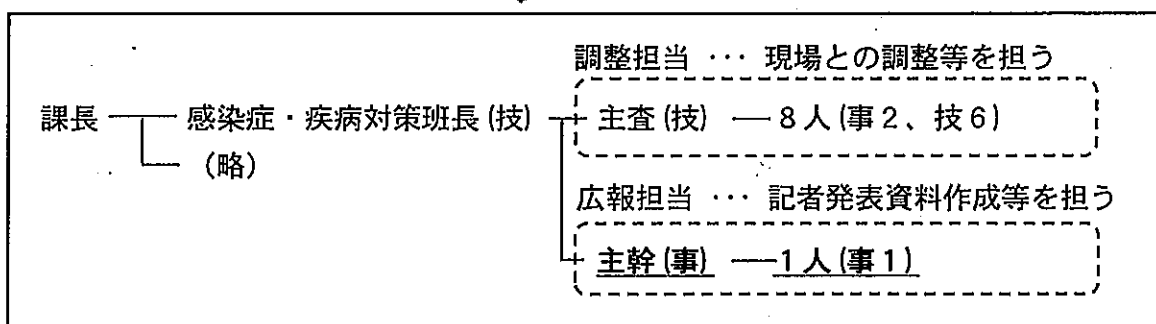 調整担当 ･･･ 現場との調整等を担う
課長 感染症・疾病対策班長(技) 主査(技) 8人(事2、技6)
(略)
広報担当 ･･･ 記者発表資料作成等を担う
主幹(事) 1人(事1)